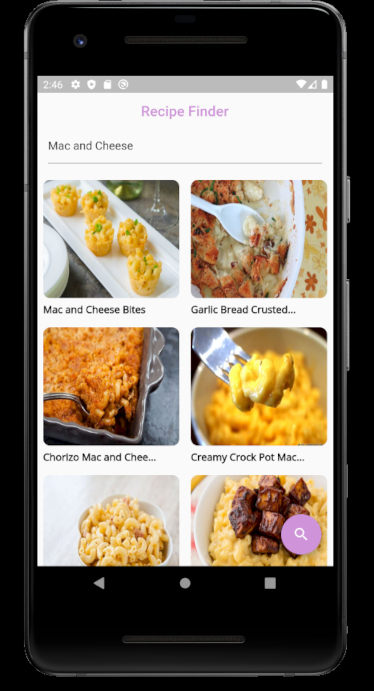 2:46
Recipe Finder
Mac and Cheese
Mac and Cheese Bites
Garlic Bread Crusted...
Chorizo Mac and Chee...
Creamy Crock Pot Mac...